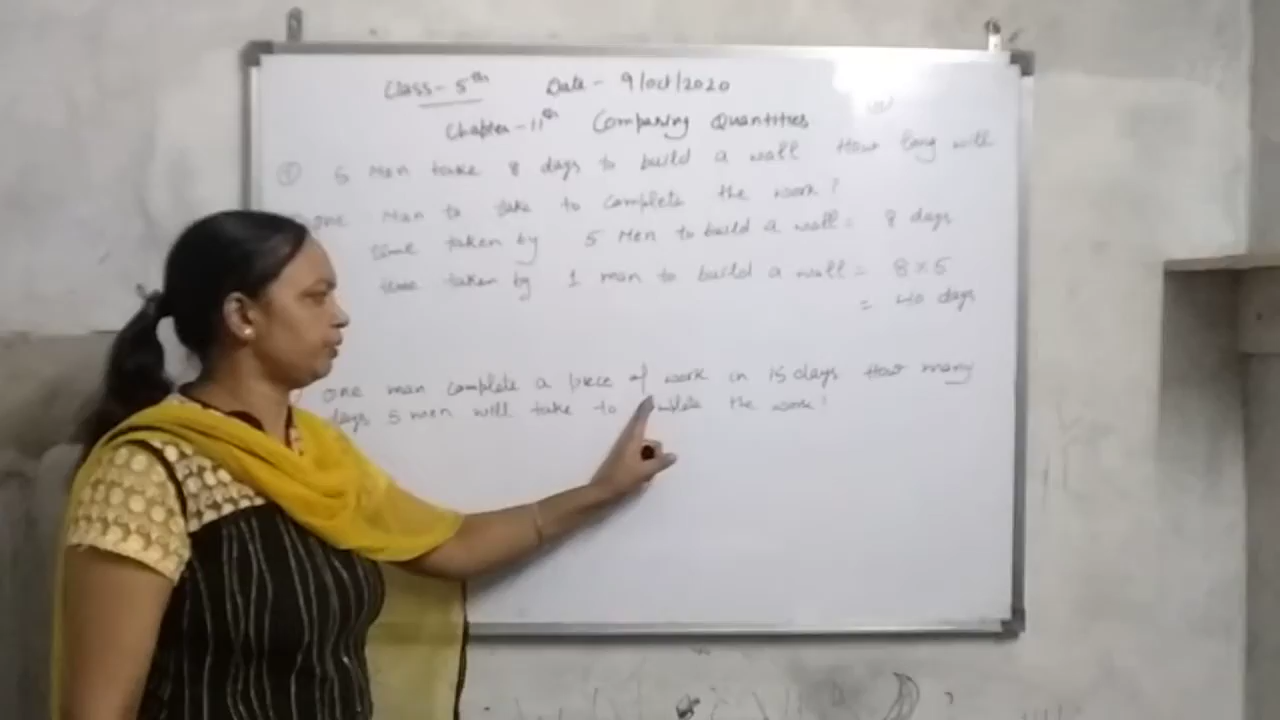 Class- 5th Date- 9/Oct/2020
Chapter-11th Comparing Quantities
5 Men take 8 days to build a wall How long will
one Man to take to complete the work?
time taken by 5 Men to build a wall = 8 days
time taken by 1 man to build a wall = 8×5
= 40 days
one man complete a piece of work in 15 days How many
days 5 men will take to complete the work?